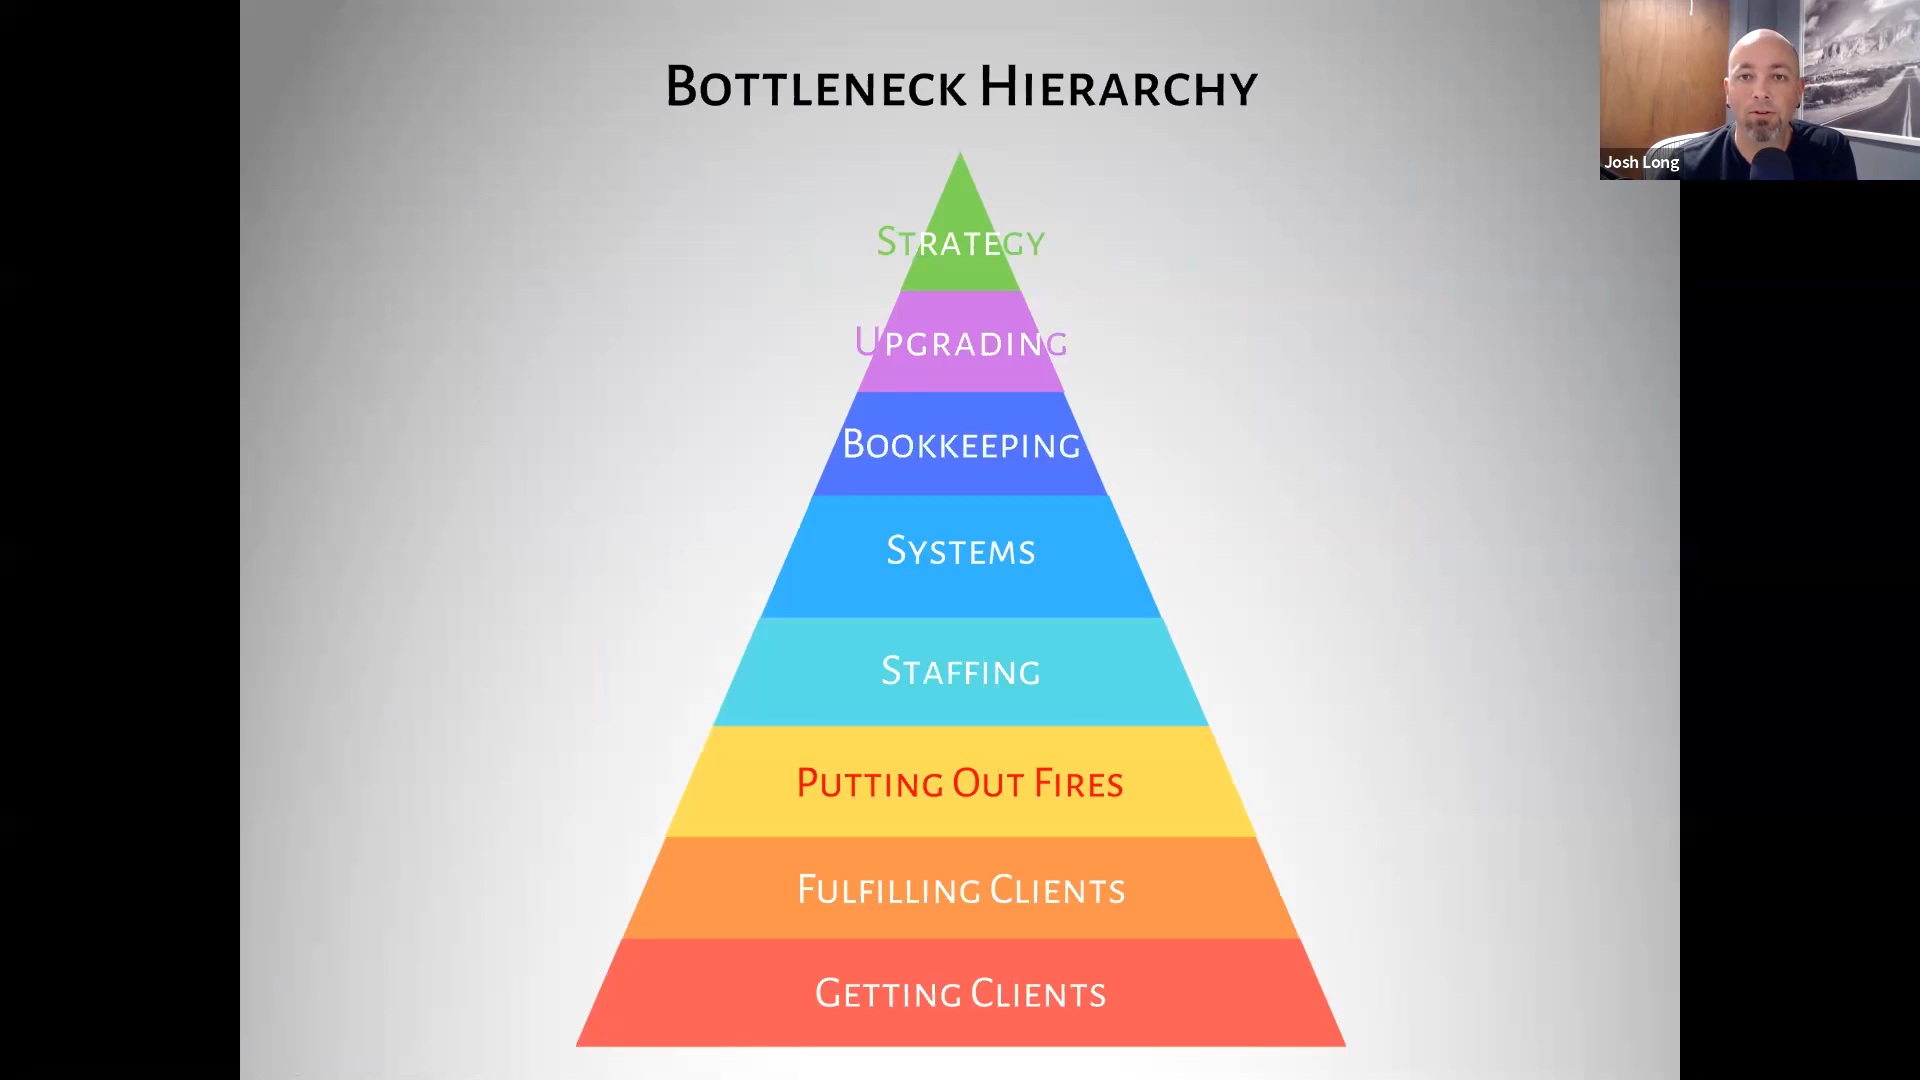 Bottleneck Hierarchy
Josh Long
Strategy
Upgrading
Bookkeeping
Systems
Staffing
Putting Out Fires
Fulfilling Clients
Getting Clients